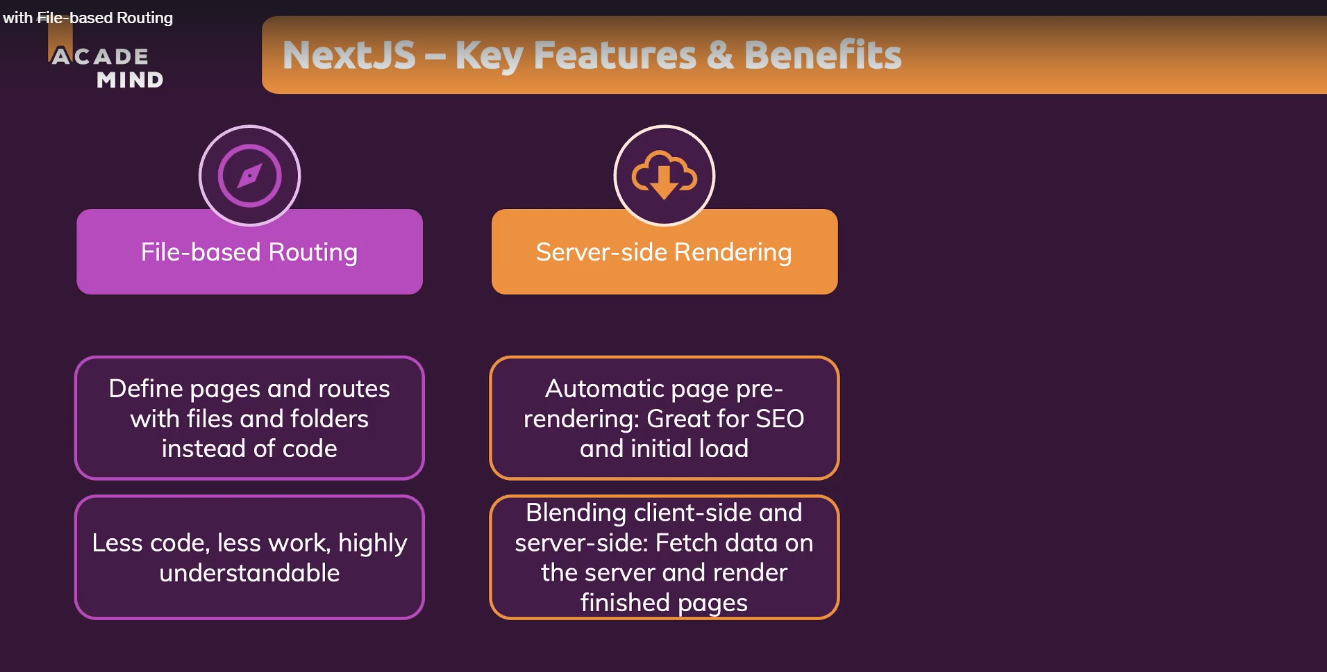 with File-based Routing
ACADE
MIND
NextJS – Key Features & Benefits
File-based Routing
Define pages and routes
with files and folders
instead of code
Less code, less work, highly
understandable
Server-side Rendering
Automatic page pre-
rendering: Great for SEO
and initial load
Blending client-side and
server-side: Fetch data on
the server and render
finished pages